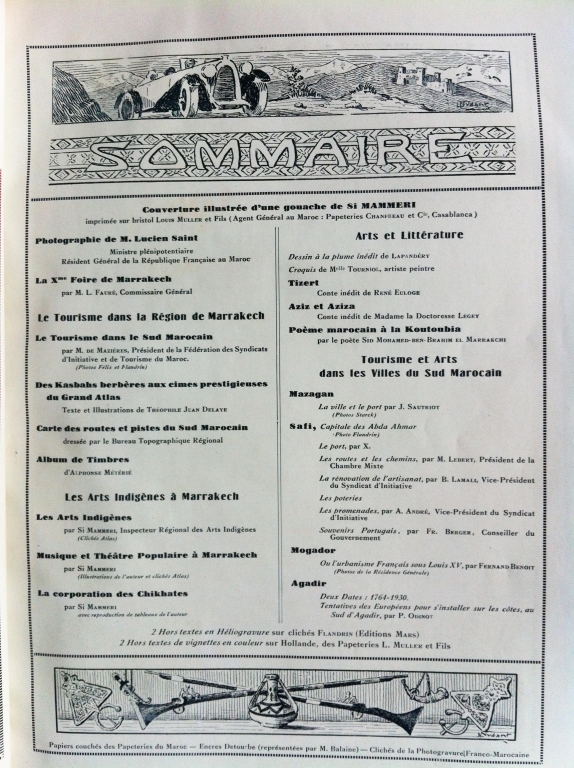 SOMMAIRE
Couverture illustrée d'une gouache de Si MAMMERI
imprimée sur bristol LOUIS MULLER et Fils (Agent Général au Maroc : Papeteries CHANFREAU et Cie, Casablanca)
Photographie de M. Lucien Saint
Ministre plénipotentiaire
Résident Général de la République Française au Maroc
La Xme Foire de Marrakech
par M. L. FAURÉ, Commissaire Général
Le Tourisme dans la Région de Marrakech
Le Tourisme dans le Sud Marocain
par M. DE MAZIÈRES, Président de la Fédération des Syndicats
d'Initiative et de Tourisme du Maroc.
(Photos Félix et Flandrin)
Des Kasbahs berbères aux cimes prestigieuses
du Grand Atlas
Texte et Illustrations de THÉOPHILE JEAN DELAYE
Carte des routes et pistes du Sud Marocain
dressée par le Bureau Topographique Régional
Album de Timbres
d'ALPHONSE MÉTÉRIÉ
Les Arts Indigènes à Marrakech
Les Arts Indigènes
par Si MAMMERI, Inspecteur Régional des Arts Indigènes
(Clichés Atlas)
Musique et Théâtre Populaire à Marrakech
par Si MAMMERI
(Illustrations de l'auteur et clichés Atlas)
La corporation des Chikhates
par Si MAMMERI
avec reproduction de tableaux de l'auteur
Arts et Littérature
Dessin à la plume inédit de LAPANDÉRY
Croquis de Melle TOURNIOL, artiste peintre
Tizert
Conte inédit de RENÉ EULOGE
Aziz et Aziza
Conte inédit de Madame la Doctoresse LEGEY
Poème marocain à la Koutoubia
par le poète SID MOHAMED-BEN-BRAHIM EL MARRAKCHI
Tourisme et Arts
dans les Villes du Sud Marocain
Mazagan
La ville et le port par J. SAUTRIOT
(Photos Storck)
Safi, Capitale des Abda Ahmar
(Photo Flandrin)
Le port, par X.
Les routes et les chemins, par M. LEBERT, Président de la
Chambre Mixte
La rénovation de l'artisanat, par B. LAMALI, Vice-Président
du Syndicat d'Initiative
Les poteries
Les promenades, par A. ANDRÉ, Vice-Président du Syndicat
d'Initiative
Souvenirs Portugais, par FR. BERGER, Conseiller du
Gouvernement
Mogador
Ou l'urbanisme Français sous Louis XV, par FERNAND BENOIT
(Photos de la Résidence Générale)
Agadir
Deux Dates : 1764-1930.
Tentatives des Européens pour s'installer sur les côtes, au
Sud d'Agadir, par P. ODINOT
2 Hors textes en Héliogravure sur clichés FLANDRIN (Editions MARS)
2 Hors textes de vignettes en couleur sur Hollande, des Papeteries L. MULLER et Fils
Papiers couchés des Papeteries du Maroc — Encres Detourbe (représentées par M. Balaine) — Clichés de la Photogravure Franco-Marocaine